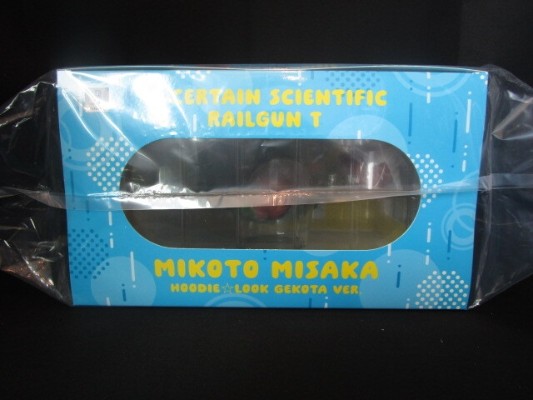 CERTAIN SCIENTIFIC
RAILGUN T
MIKOTO MISAKA
HOODIE☆LOOK GEKOTA VER.